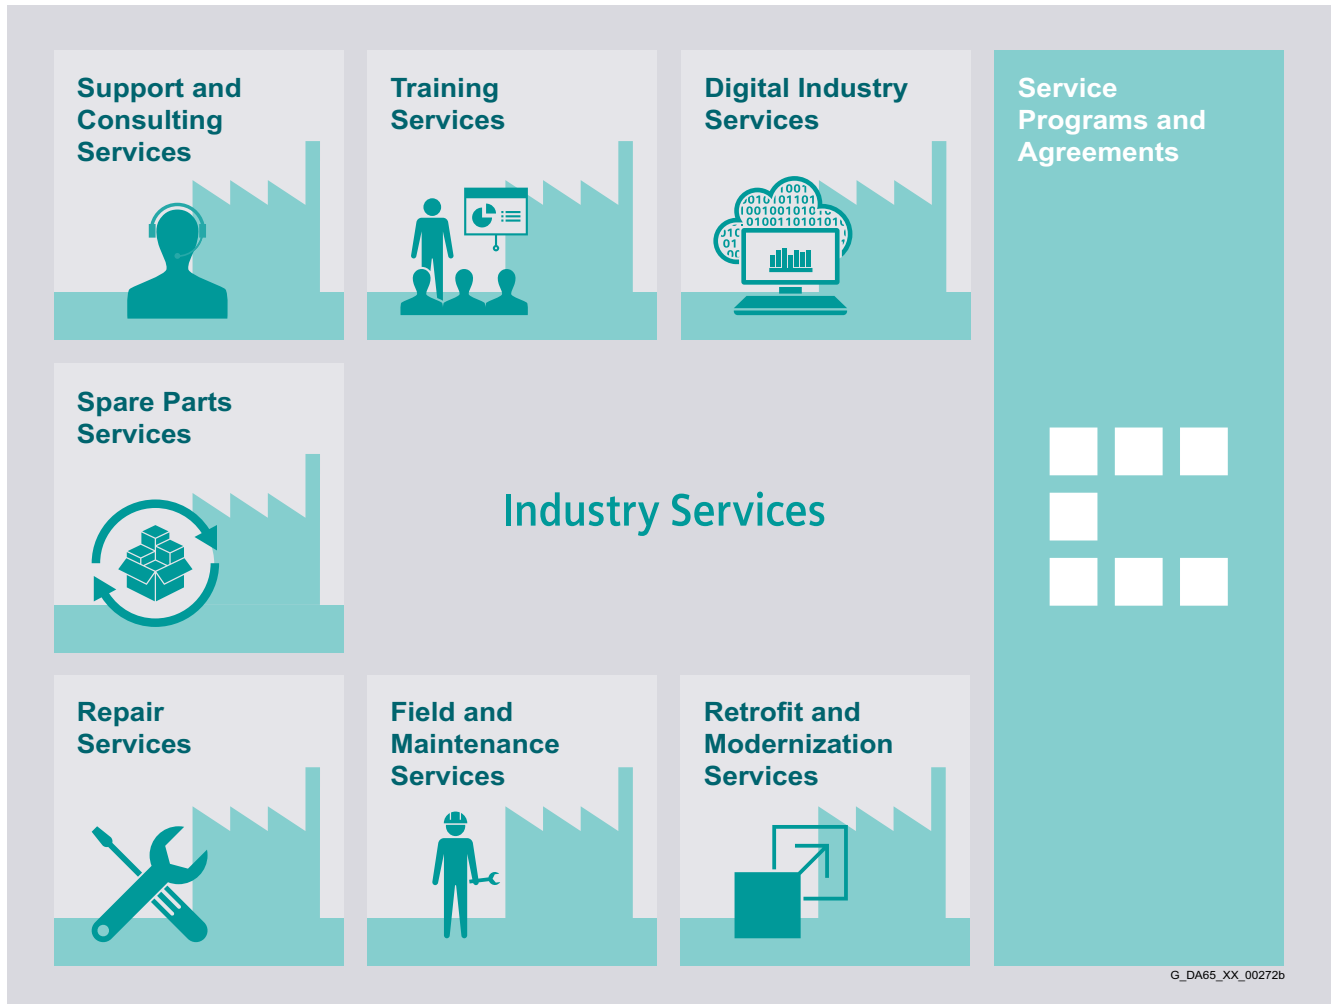 Support and
Consulting
Services
Training
Services
Digital Industry
Services
Service
Programs and
Agreements
Spare Parts
Services
Industry Services
Repair
Services
Field and
Maintenance
Services
Retrofit and
Modernization
Services
G_DA65_XX_00272b